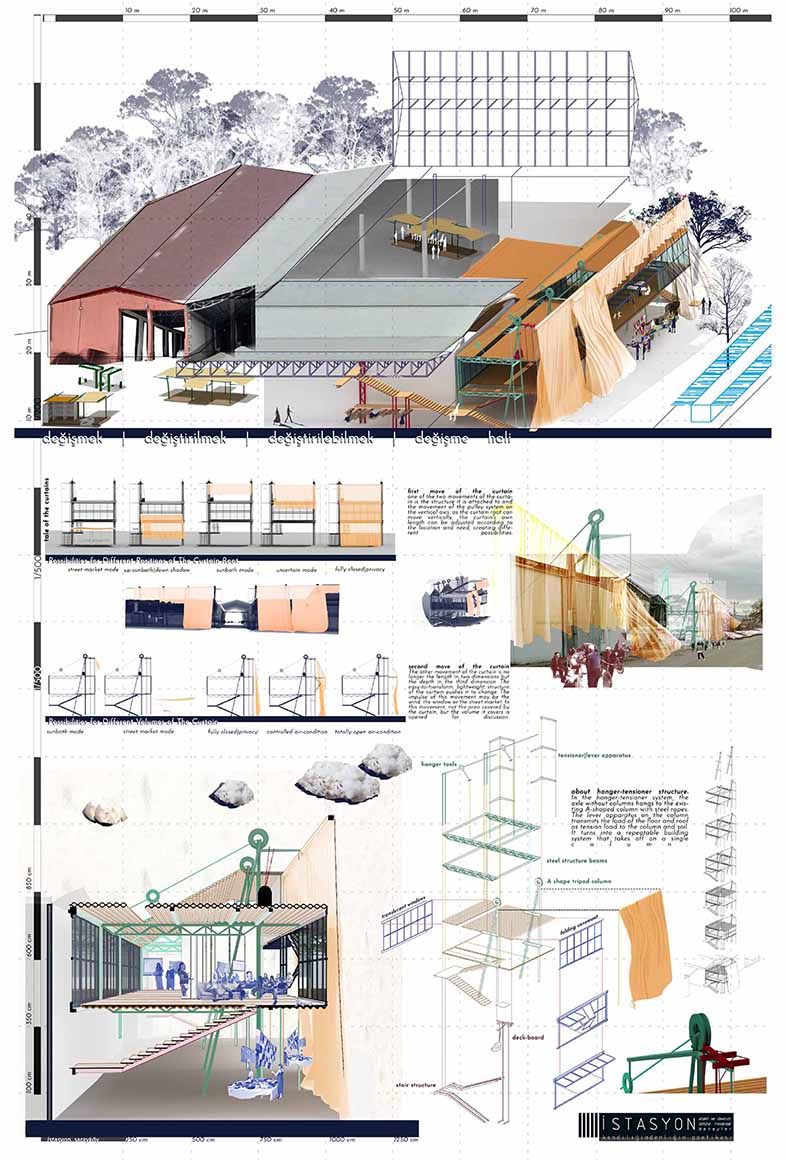 10 m 20 m 30 m 40 m 50 m 60 m 70 m 80 m 90 m 100 m
40 m
30 m
20 m
10 m
değişmek | değiştirilmek | değiştirilebilmek | değişme hali
tale of the curtains
first move of the curtain
one of the two movements of the curta-
in is the structure it is attached to and
the movement of the pulley system on
the vertical axis. as the curtain root can
move vertically, the curtain's own
length can be adjusted according to
the location and need, creating diffe-
rent possibilities.
1/500
Possibilities for Different Positions of The Curtain Root
street market mode up-sunbath/down shadow sunbath mode uncertain mode fully closed/privacy
1/500
second move of the curtain
The other movement of the curtain is no
longer the length in two dimensions but
the depth in the third dimension. The
easy-to-transform, lightweight structure
of the curtain pushes it to change. The
impulse of this movement may be the
wind, the window or the street market. In
this movement, not the area covered by
the curtain, but the volume it covers is
opened for discussion.
Possibilities for Different Volumes of The Curtain
sunbath mode street market mode fully closed/privacy controlled air-condition totally open air-condition
hanger tools
tensioner/lever apparatus
about hanger-tensioner structure.
In the hanger-tensioner system, the
axle without columns hangs to the exis-
ting A-shaped column with steel ropes.
The lever apparatus on the column
transmits the load of the floor and roof
as tension load to the column and soil.
It turns into a repeatable building
system that takes off on a single
column.
steel structure beams
A shape tripod column
translucent windows
folding casement
deck-board
stair structure
850 cm
600 cm
350 cm
100 cm
250 cm 500 cm 750 cm 1000 cm 1250 cm
İSTASYON
kendiliğindenliğin poetikası